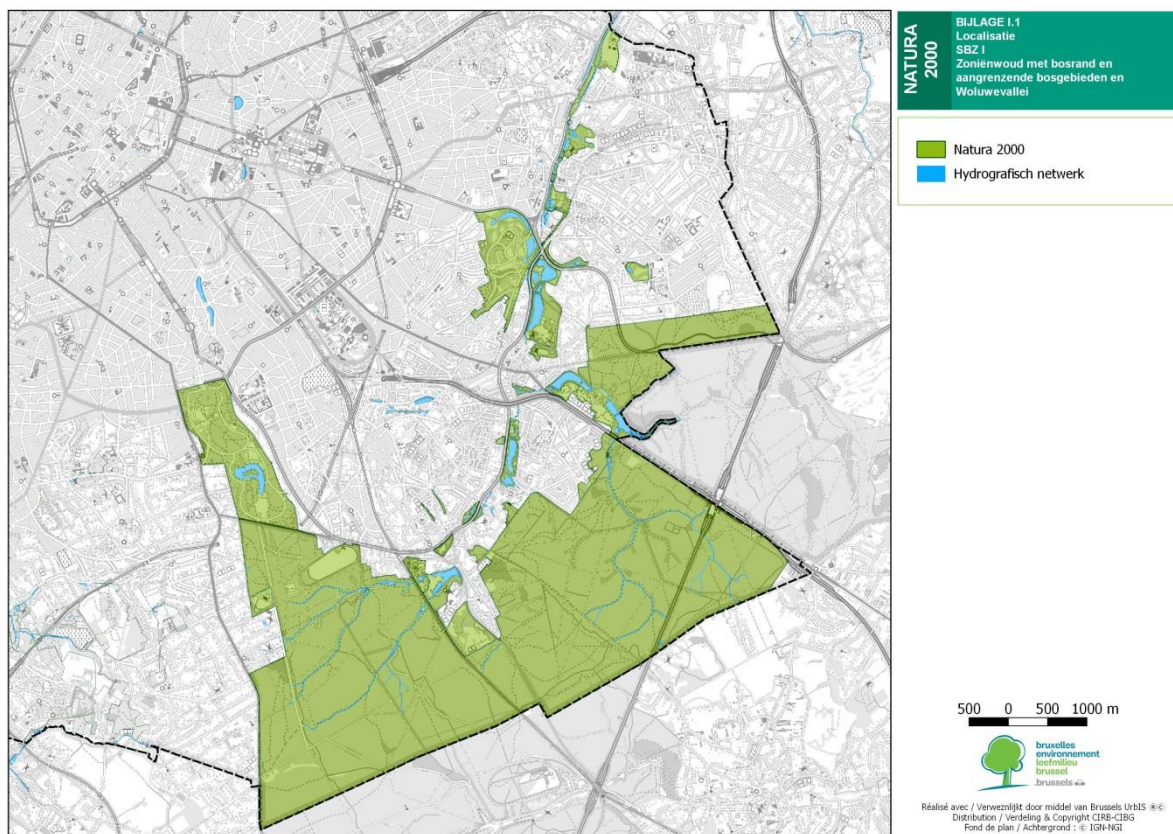 NATURA
2000
BIJLAGE I.1
Localisatie
SBZ I
Zoniënwoud met bosrand en
aangrenzende bosgebieden en
Woluwevallei
Natura 2000
Hydrografisch netwerk
500 0 500 1000 m
bruxelles
environnement
leefmilieu
brussel
.brussels
Réalisé avec / Verwezenlijkt door middel van Brussels UrbIS ®©
Distribution / Verdeling & Copyright CIRB-CIBG
Fond de plan / Achtergrond : © IGN-NGI